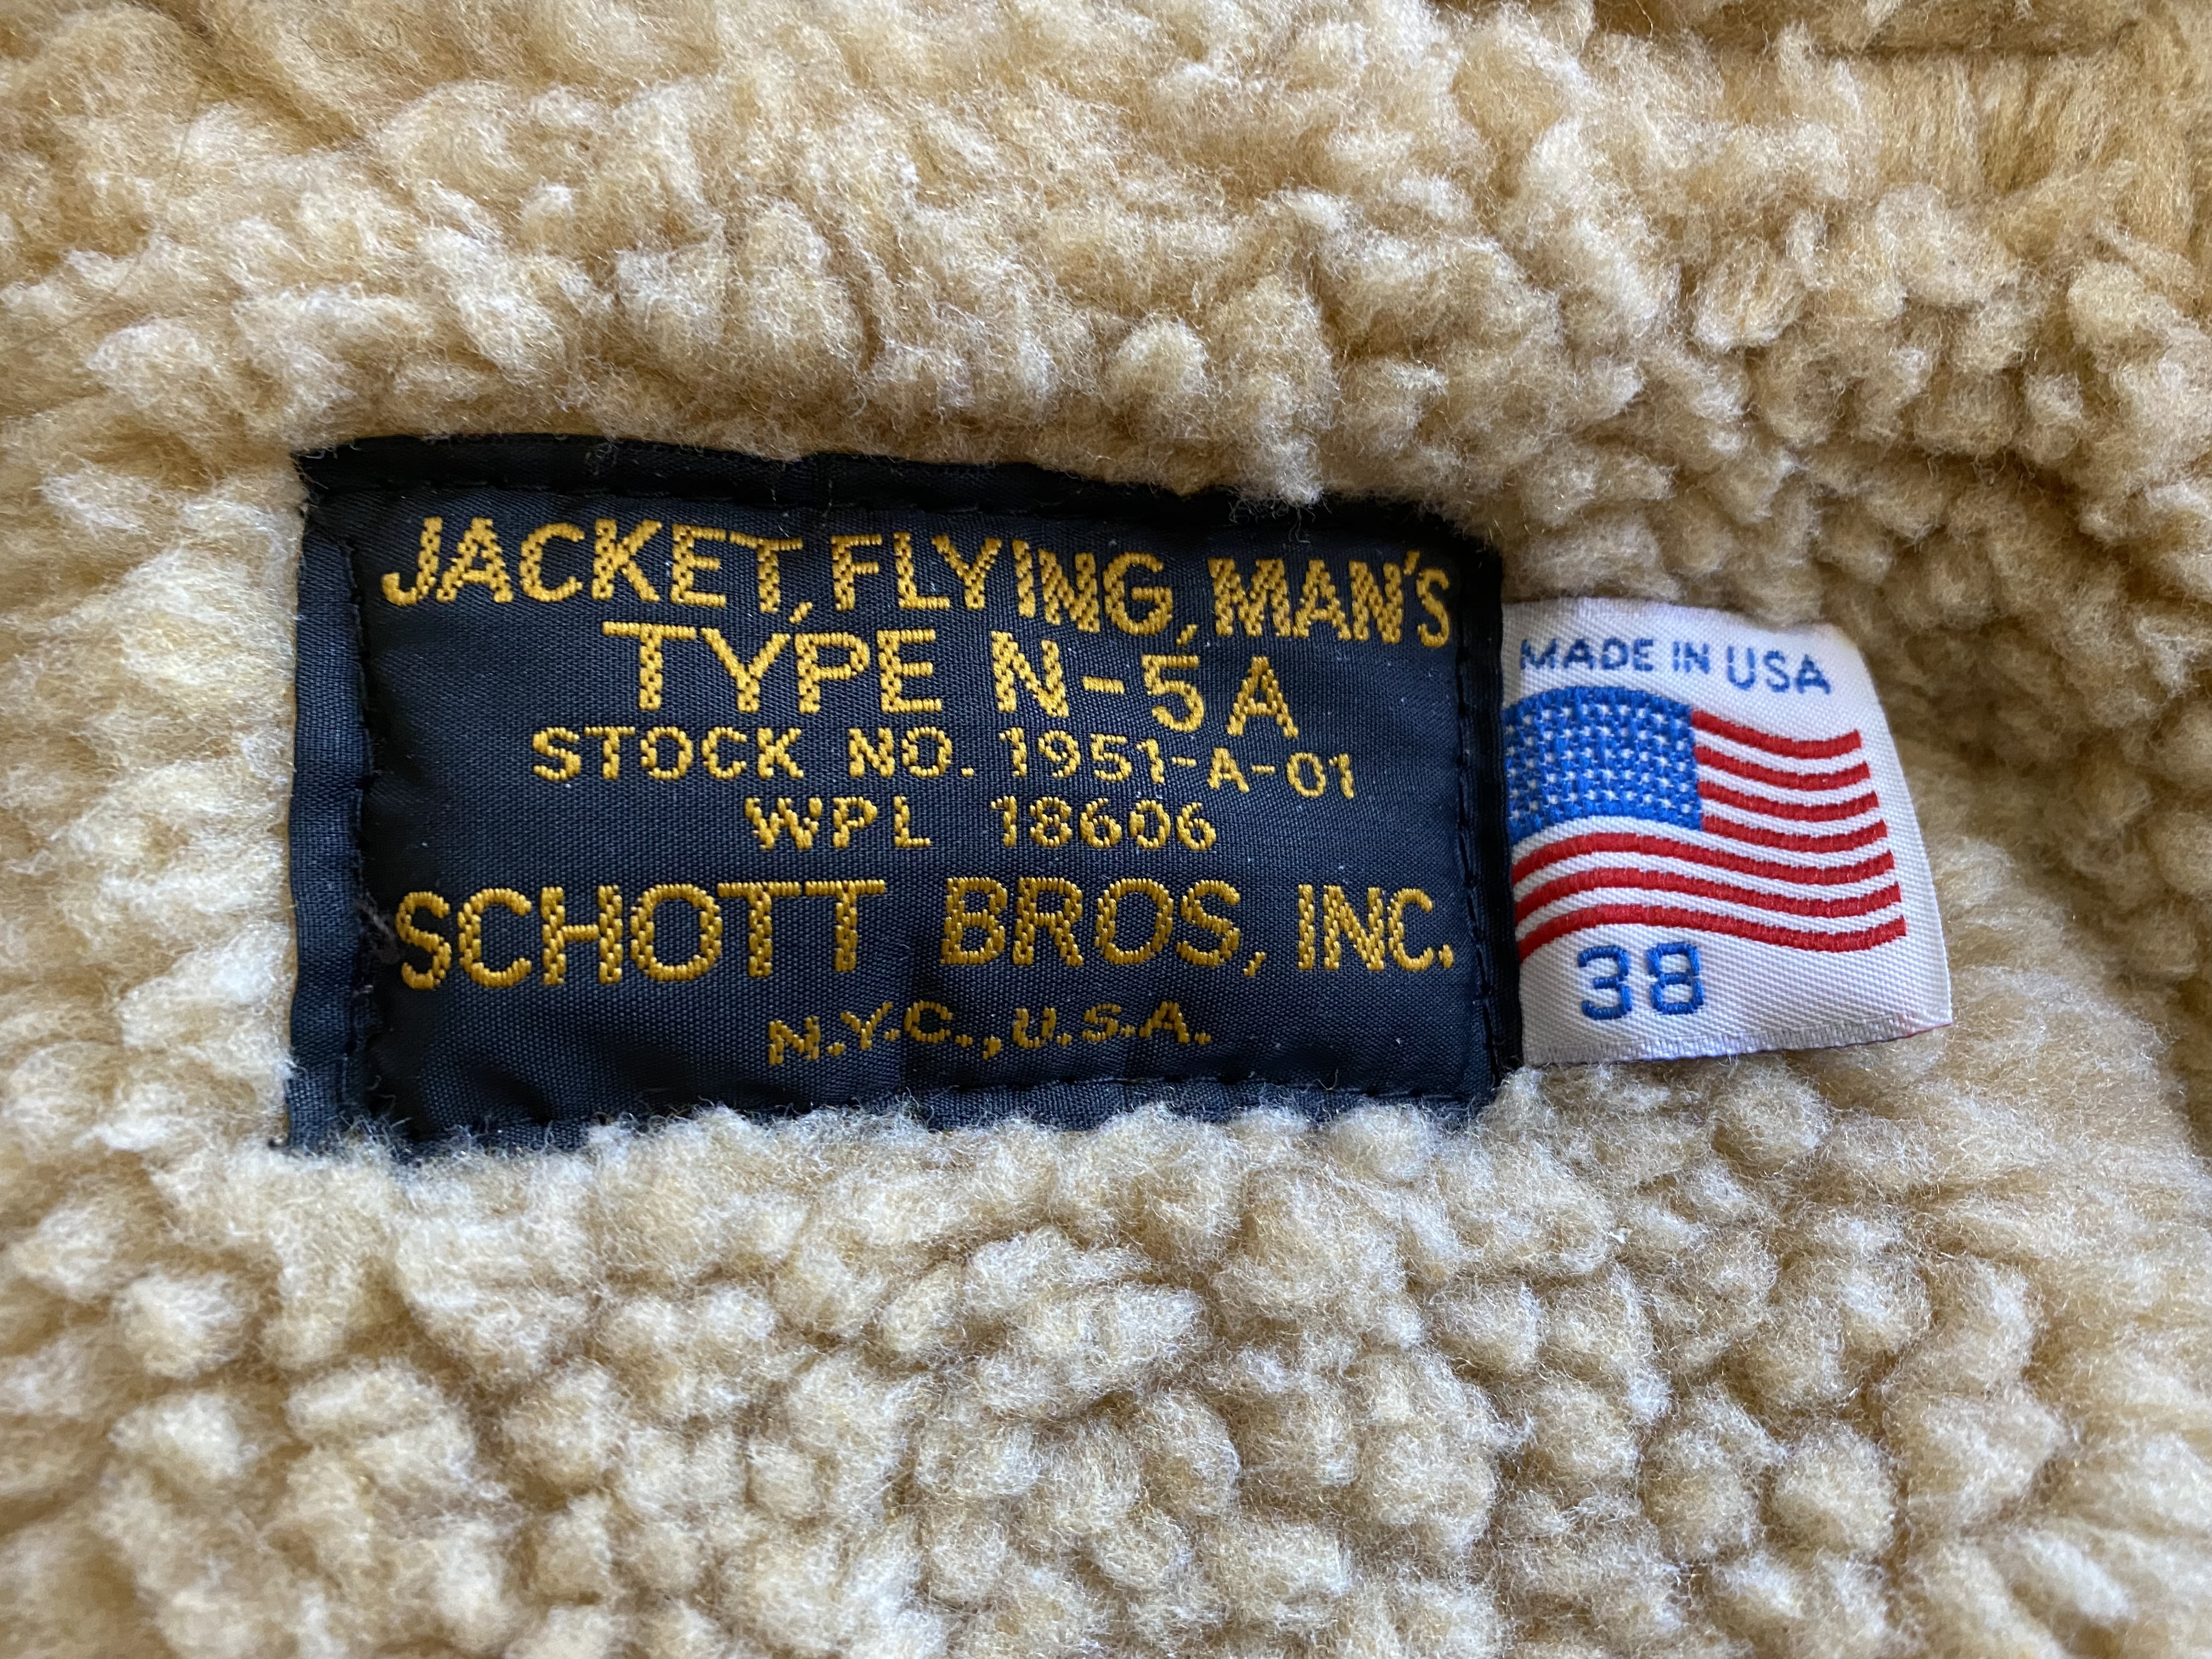 JACKET, FLYING, MAN'S
TYPE N-5A
STOCK NO. 1951-A-01
WPL 18606
SCHOTT BROS, INC.
N.Y.C., U.S.A.
MADE IN USA
38